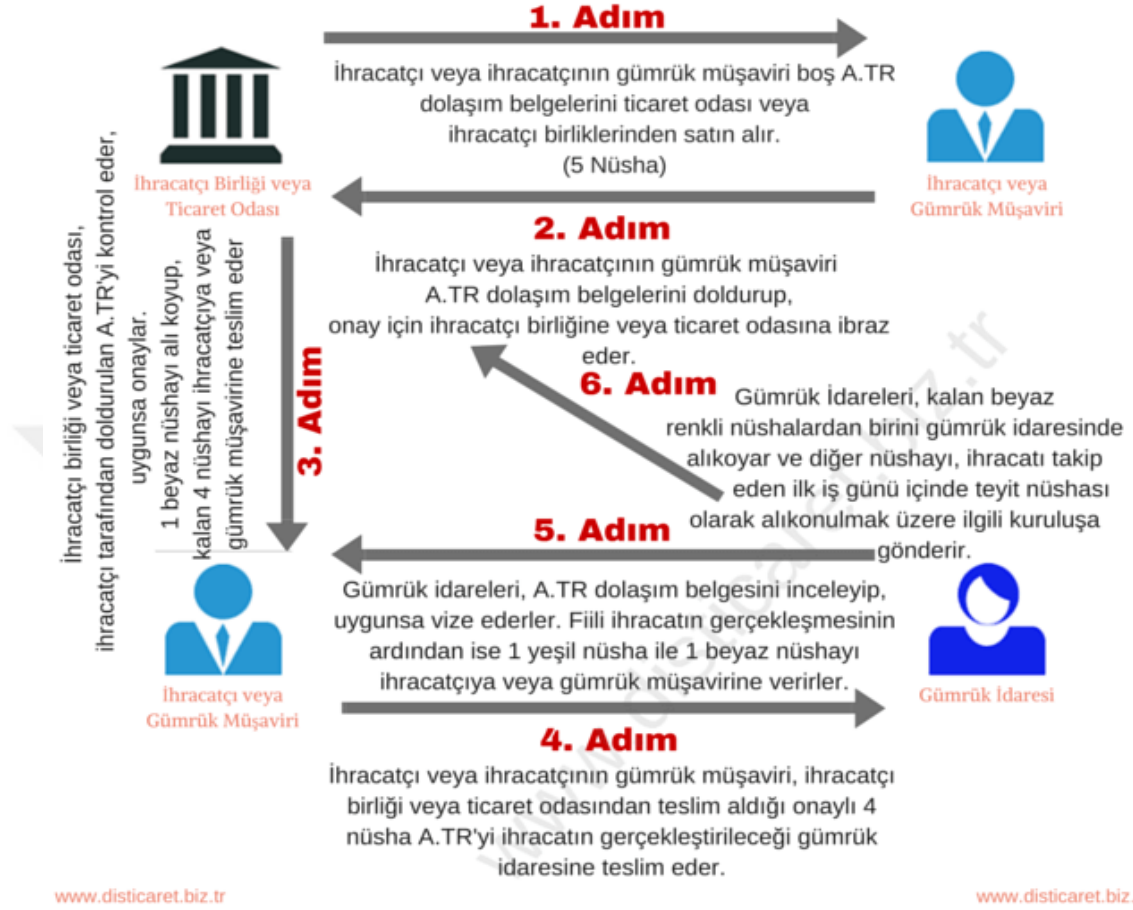 1. Adım
İhracatçı veya ihracatçının gümrük müşaviri boş A.TR
dolaşım belgelerini ticaret odası veya
ihracatçı birliklerinden satın alır.
(5 Nüsha)
İhracatçı Birliği veya
Ticaret Odası
İhracatçı veya
Gümrük Müşaviri
2. Adım
İhracatçı veya ihracatçının gümrük müşaviri
A.TR dolaşım belgelerini doldurup,
onay için ihracatçı birliğine veya ticaret odasına ibraz
eder.
3. Adım
İhracatçı birliği veya ticaret odası,
ihracatçı tarafından doldurulan A.TR'yi kontrol eder,
uygunsa onaylar.
1 beyaz nüshayı alı koyup,
kalan 4 nüshayı ihracatçıya veya
gümrük müşavirine teslim eder
6. Adım
Gümrük İdareleri, kalan beyaz
renkli nüshalardan birini gümrük idaresinde
alıkoyar ve diğer nüshayı, ihracatı takip
eden ilk iş günü içinde teyit nüshası
olarak alıkonulmak üzere ilgili kuruluşa
gönderir.
5. Adım
Gümrük idareleri, A.TR dolaşım belgesini inceleyip,
uygunsa vize ederler. Fiili ihracatın gerçekleşmesinin
ardından ise 1 yeşil nüsha ile 1 beyaz nüshayı
ihracatçıya veya gümrük müşavirine verirler.
İhracatçı veya
Gümrük Müşaviri
Gümrük İdaresi
4. Adım
İhracatçı veya ihracatçının gümrük müşaviri, ihracatçı
birliği veya ticaret odasından teslim aldığı onaylı 4
nüsha A.TR'yi ihracatın gerçekleştirileceği gümrük
idaresine teslim eder.
www.disticaret.biz.tr
www.disticaret.biz.
www.disticaret.biz.tr